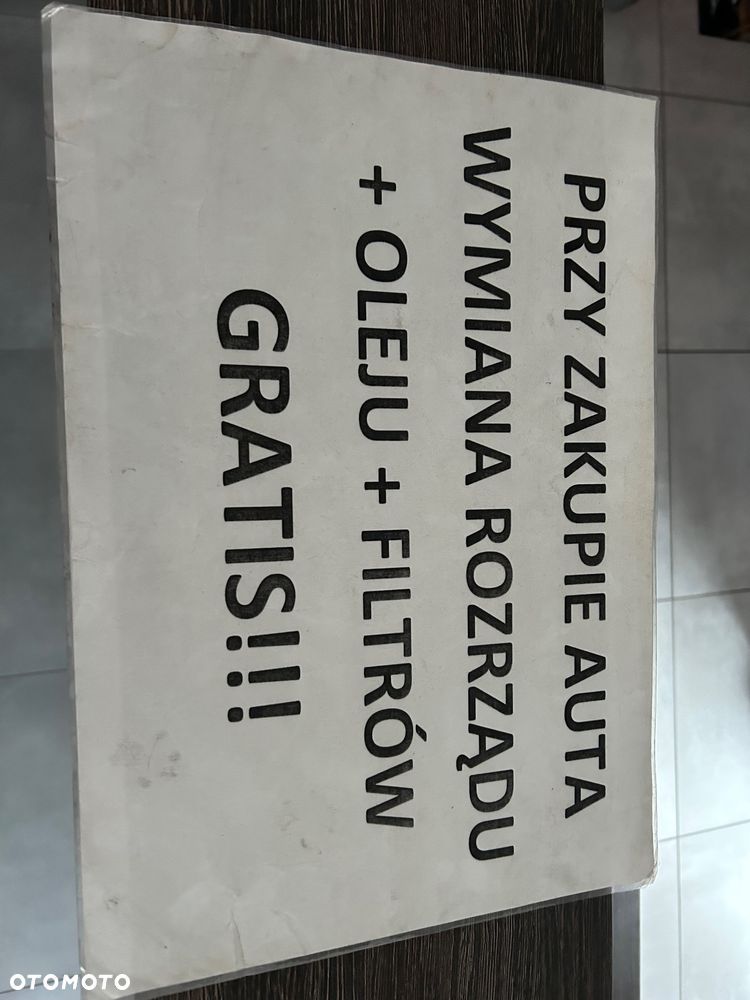 PRZY ZAKUPIE AUTA
WYMIANA ROZRZĄDU
+ OLEJU + FILTRÓW
GRATIS!!!
OTOMOTO